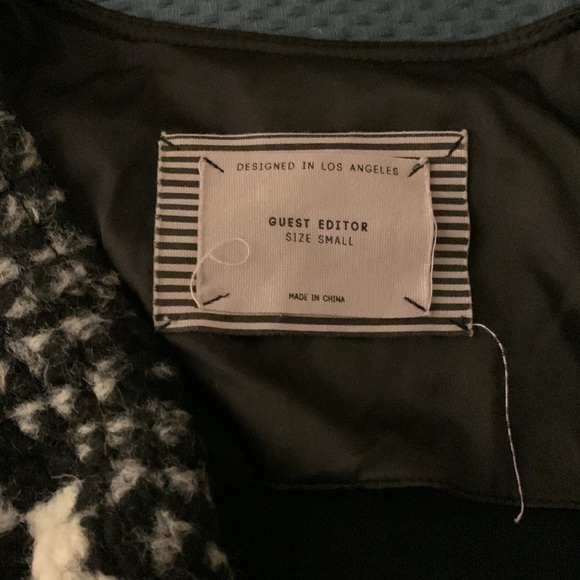 DESIGNED IN LOS ANGELES
GUEST EDITOR
SIZE SMALL
MADE IN CHINA